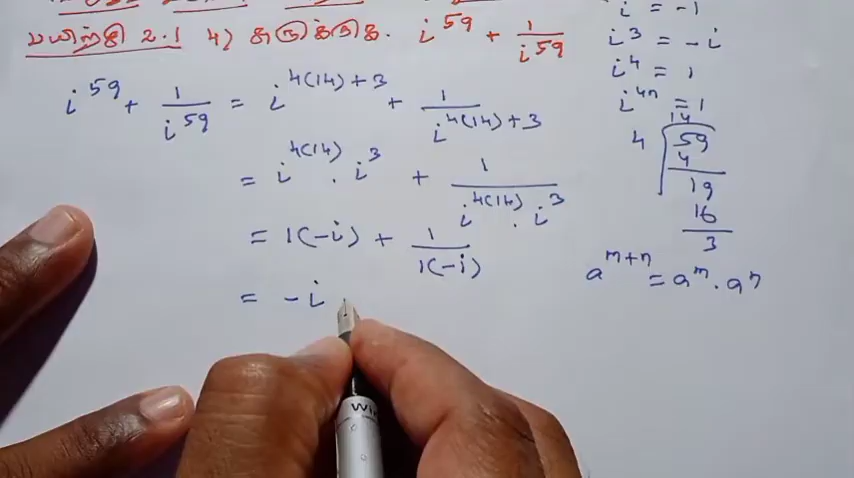 i = -1
பயிற்சி 2.1 4) சுருக்குக. i^59 + 1/i^59
i^3 = -i
i^4 = 1
i^4n = 1
i^59 + 1/i^59 = i^4(14)+3 + 1/i^4(14)+3
= i^4(14) . i^3 + 1/i^4(14) . i^3
= 1(-i) + 1/1(-i)
= -i
14
4 59
4
19
16
3
a^m+n = a^m . a^n